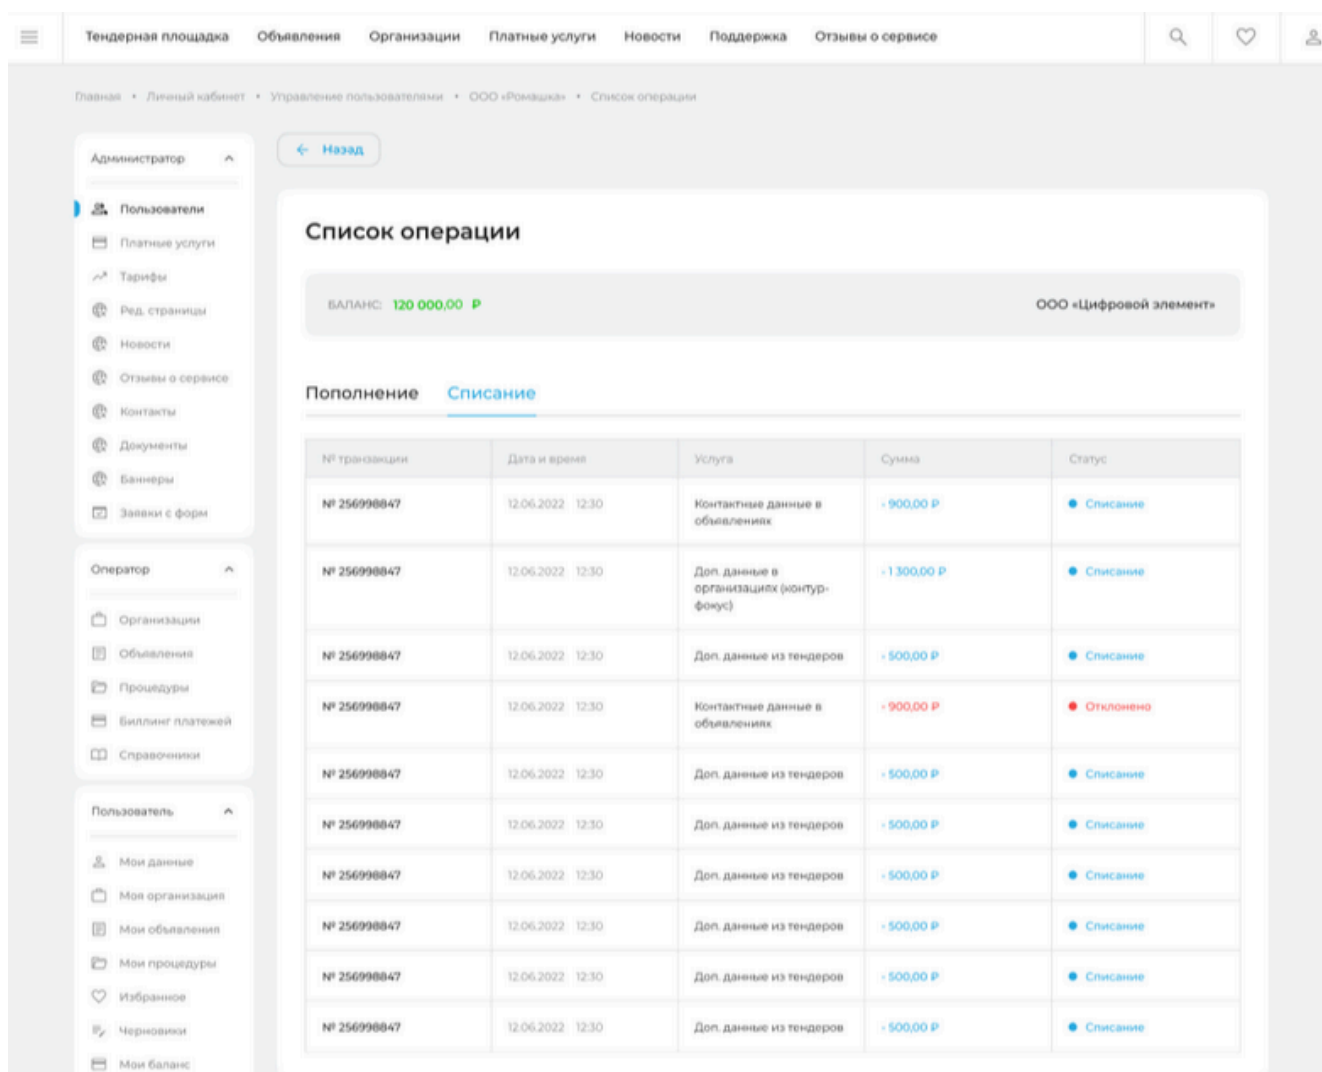 Тендерная площадка Объявления Организации Платные услуги Новости Поддержка Отзывы о сервисе
Главная • Личный кабинет • Управление пользователями • ООО «Ромашка» • Список операции
Администратор
Пользователи
Платные услуги
Тарифы
Ред. страницы
Новости
Отзывы о сервисе
Контакты
Документы
Баннеры
Заявки с форм
Оператор
Организации
Объявления
Процедуры
Биллинг платежей
Справочники
Пользователь
Мои данные
Моя организация
Мои объявления
Мои процедуры
Избранное
Черновики
Мои баланс
← Назад
Список операции
БАЛАНС: 120 000,00 ₽ ООО «Цифровой элемент»
Пополнение Списание
№ транзакции Дата и время Услуга Сумма Статус
№ 256998847 12.06.2022 12:30 Контактные данные в - 900,00 ₽ Списание
объявлениях
№ 256998847 12.06.2022 12:30 Доп. данные в - 1 300,00 ₽ Списание
организациях (контур-
фокус)
№ 256998847 12.06.2022 12:30 Доп. данные из тендеров - 500,00 ₽ Списание
№ 256998847 12.06.2022 12:30 Контактные данные в - 900,00 ₽ Отклонено
объявлениях
№ 256998847 12.06.2022 12:30 Доп. данные из тендеров - 500,00 ₽ Списание
№ 256998847 12.06.2022 12:30 Доп. данные из тендеров - 500,00 ₽ Списание
№ 256998847 12.06.2022 12:30 Доп. данные из тендеров - 500,00 ₽ Списание
№ 256998847 12.06.2022 12:30 Доп. данные из тендеров - 500,00 ₽ Списание
№ 256998847 12.06.2022 12:30 Доп. данные из тендеров - 500,00 ₽ Списание
№ 256998847 12.06.2022 12:30 Доп. данные из тендеров - 500,00 ₽ Списание